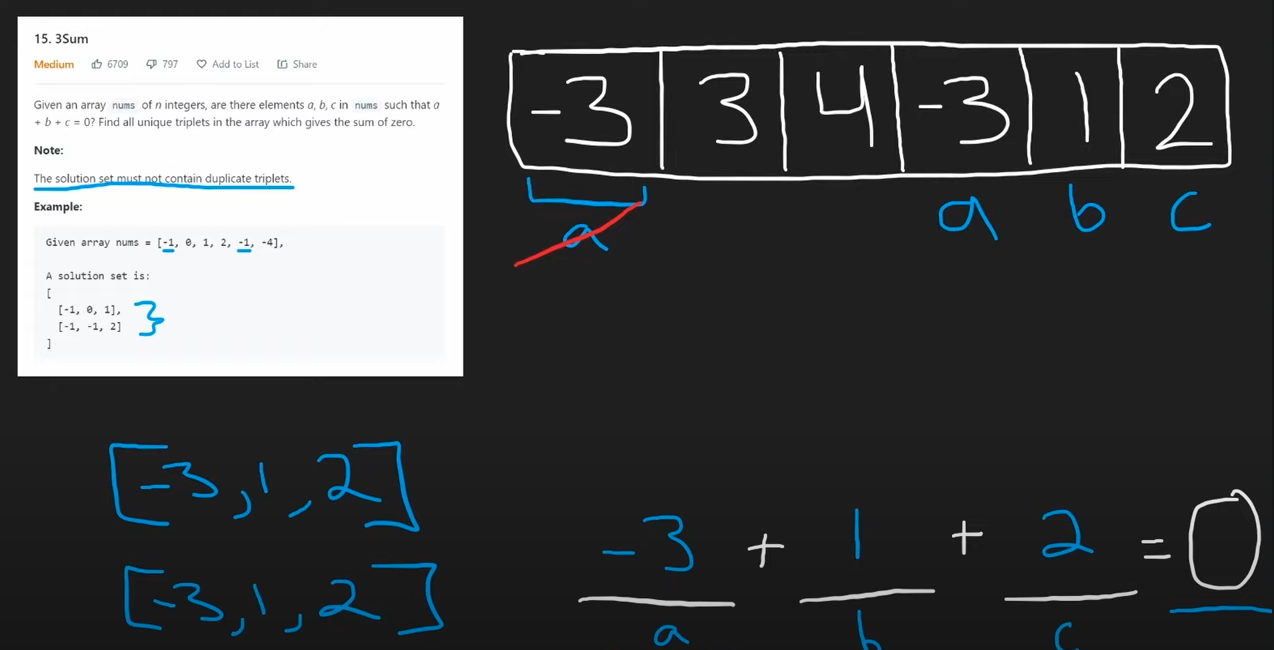 15. 3Sum
Medium 6709 797 Add to List Share
Given an array nums of n integers, are there elements a, b, c in nums such that a
+ b + c = 0? Find all unique triplets in the array which gives the sum of zero.
Note:
The solution set must not contain duplicate triplets.
Example:
Given array nums = [-1, 0, 1, 2, -1, -4],
A solution set is:
[
[-1, 0, 1],
[-1, -1, 2]
]
-3 3 4 -3 1 2
a a b c
[-3, 1, 2]
[-3, 1, 2]
-3 + 1 + 2 = 0
a b c